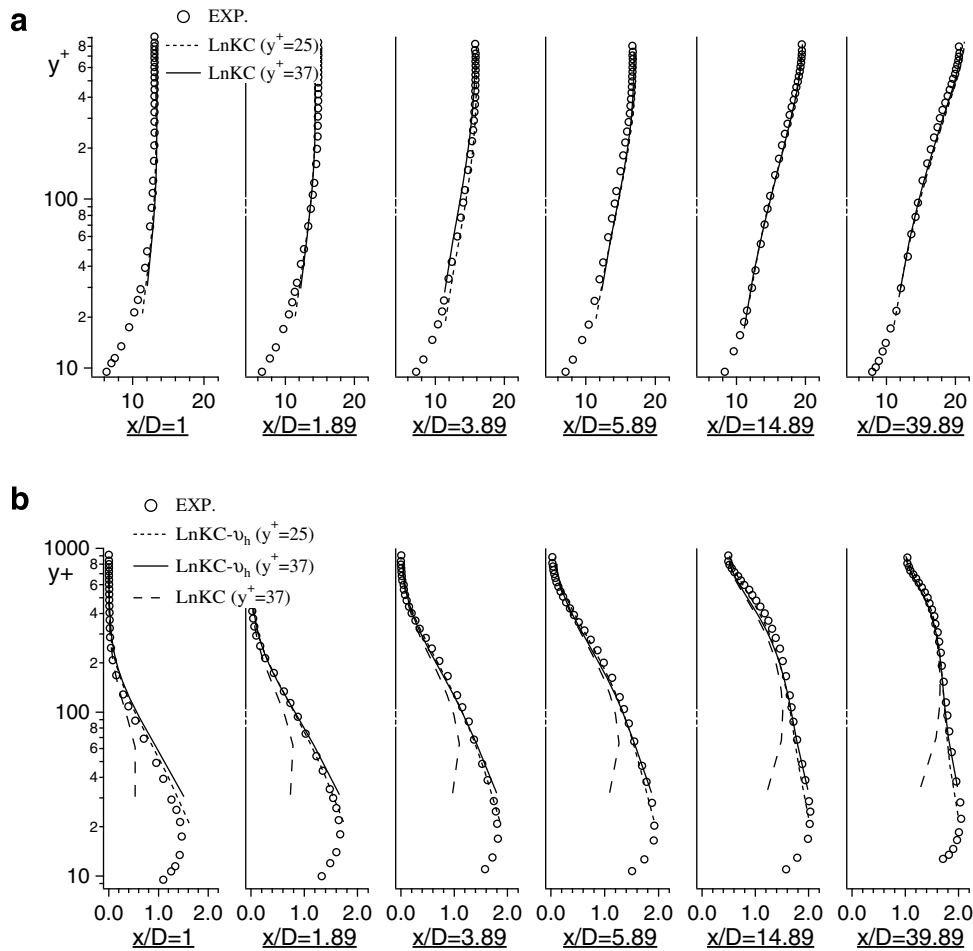 a
EXP.
LnKC (y+=25)
LnKC (y+=37)
y+
8
6
4
2
100
8
6
4
2
10
10 20
10 20
10 20
10 20
10 20
10 20
x/D=1
x/D=1.89
x/D=3.89
x/D=5.89
x/D=14.89
x/D=39.89
b
EXP.
LnKC-υh (y+=25)
LnKC-υh (y+=37)
LnKC (y+=37)
1000
y+
8
6
4
2
100
8
6
4
2
10
0.0 1.0 2.0
0.0 1.0 2.0
0.0 1.0 2.0
0.0 1.0 2.0
0.0 1.0 2.0
0.0 1.0 2.0
x/D=1
x/D=1.89
x/D=3.89
x/D=5.89
x/D=14.89
x/D=39.89